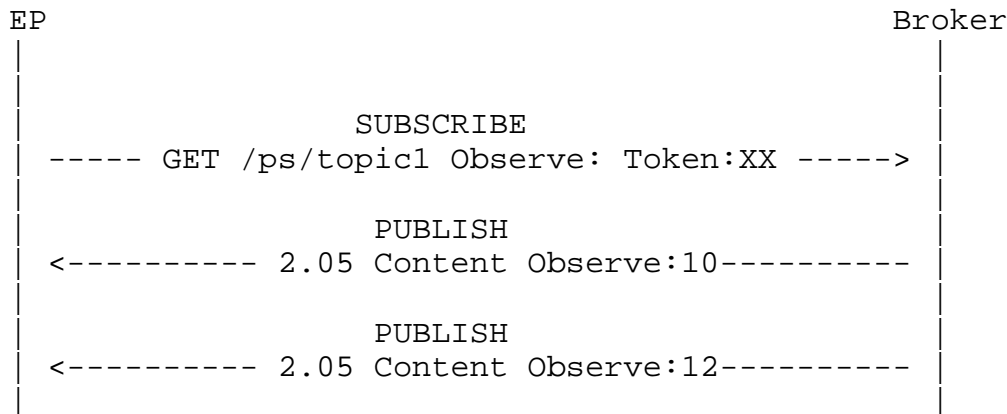 EP Broker
SUBSCRIBE
----- GET /ps/topic1 Observe: Token:XX ----->
PUBLISH
<---------- 2.05 Content Observe:10----------
PUBLISH
<---------- 2.05 Content Observe:12----------